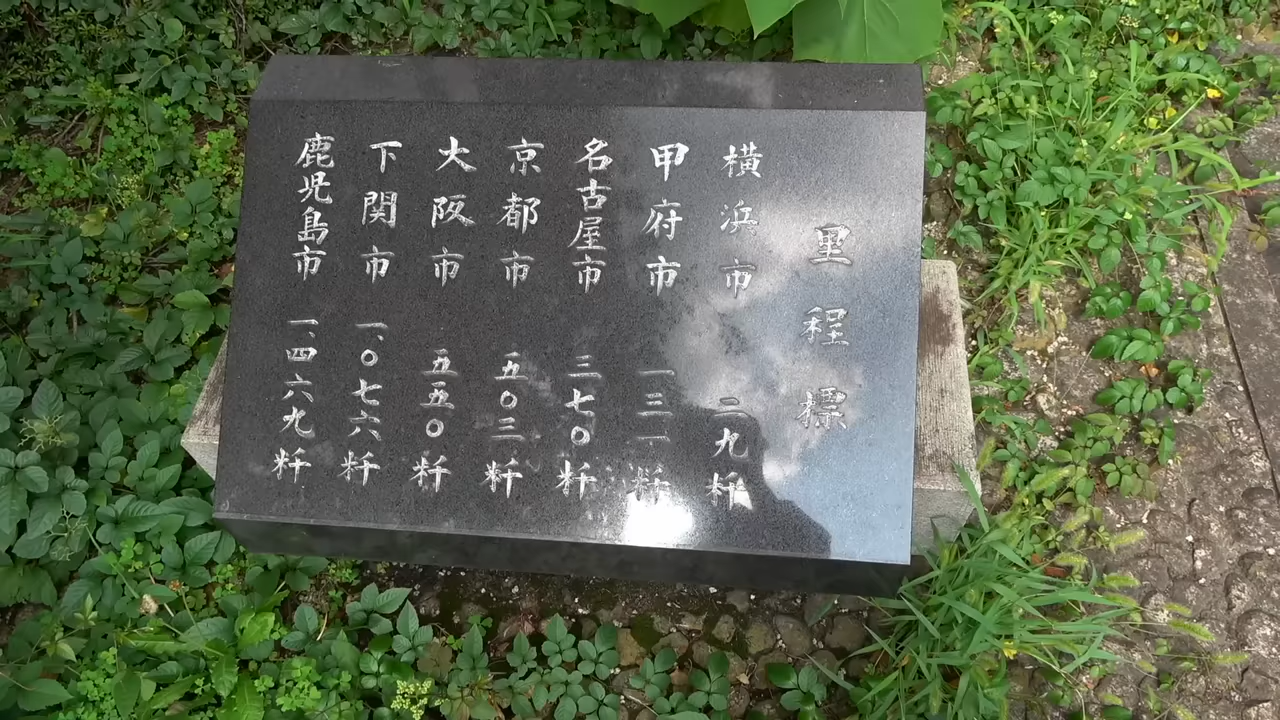 里程標
横浜市 二九粁
甲府市 一三一粁
名古屋市 三七〇粁
京都市 五〇三粁
大阪市 五五〇粁
下関市 一、〇七六粁
鹿児島市 一、四六九粁